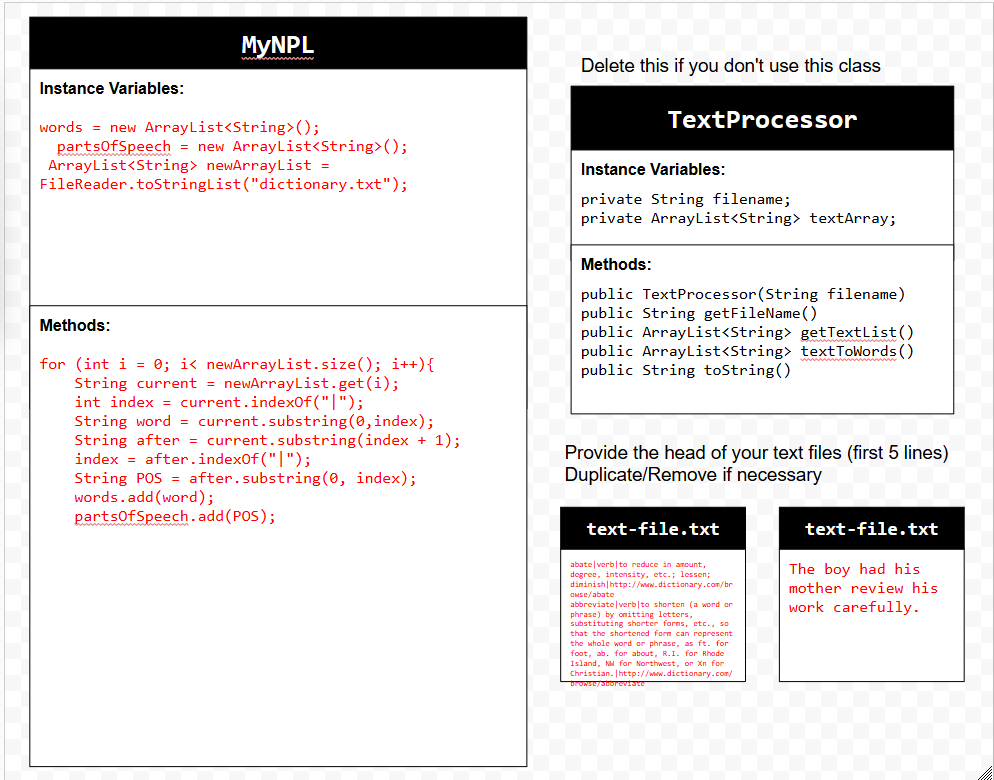 MyNPL
Instance Variables:
words = new ArrayList<String>();
partsOfSpeech = new ArrayList<String>();
ArrayList<String> newArrayList =
FileReader.toStringList("dictionary.txt");
Methods:
for (int i = 0; i< newArrayList.size(); i++){
String current = newArrayList.get(i);
int index = current.indexOf("|");
String word = current.substring(0,index);
String after = current.substring(index + 1);
index = after.indexOf("|");
String POS = after.substring(0, index);
words.add(word);
partsOfSpeech.add(POS);
Delete this if you don't use this class
TextProcessor
Instance Variables:
private String filename;
private ArrayList<String> textArray;
Methods:
public TextProcessor(String filename)
public String getFileName()
public ArrayList<String> getTextList()
public ArrayList<String> textToWords()
public String toString()
Provide the head of your text files (first 5 lines)
Duplicate/Remove if necessary
text-file.txt
abate|verb|to reduce in amount,
degree, intensity, etc.; lessen;
diminish|http://www.dictionary.com/br
owse/abate
abbreviate|verb|to shorten (a word or
phrase) by omitting letters,
substituting shorter forms, etc., so
that the shortened form can represent
the whole word or phrase, as ft. for
foot, ab. for about, R.I. for Rhode
Island, NW for Northwest, or Xn for
Christian.|http://www.dictionary.com/
browse/abbreviate
text-file.txt
The boy had his
mother review his
work carefully.